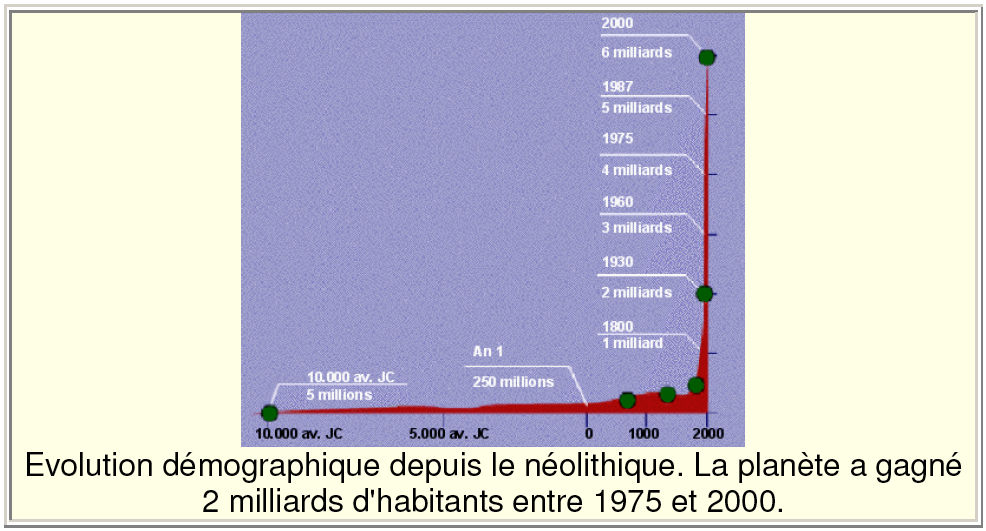 2000
6 milliards
1987
5 milliards
1975
4 milliards
1960
3 milliards
1930
2 milliards
1800
1 milliard
An 1
250 millions
10.000 av. JC
5 millions
10.000 av. JC 5.000 av. JC 0 1000 2000
Evolution démographique depuis le néolithique. La planète a gagné
2 milliards d'habitants entre 1975 et 2000.